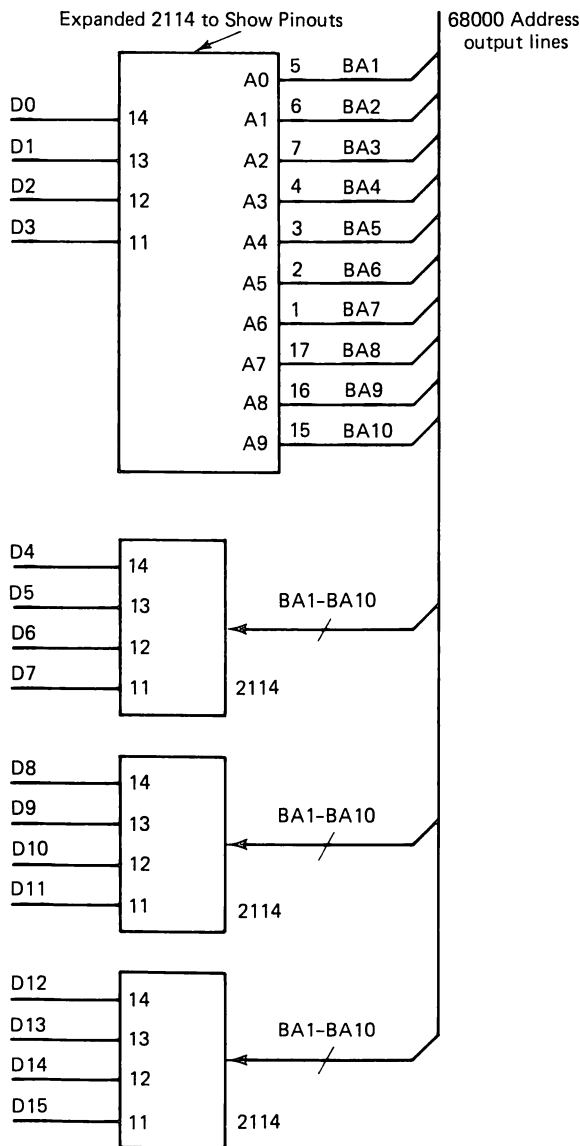 Expanded 2114 to Show Pinouts
68000 Address
output lines
D0 14
D1 13
D2 12
D3 11
A0 5 BA1
A1 6 BA2
A2 7 BA3
A3 4 BA4
A4 3 BA5
A5 2 BA6
A6 1 BA7
A7 17 BA8
A8 16 BA9
A9 15 BA10
D4 14
D5 13
D6 12
D7 11
2114
BA1-BA10
D8 14
D9 13
D10 12
D11 11
2114
BA1-BA10
D12 14
D13 13
D14 12
D15 11
2114
BA1-BA10